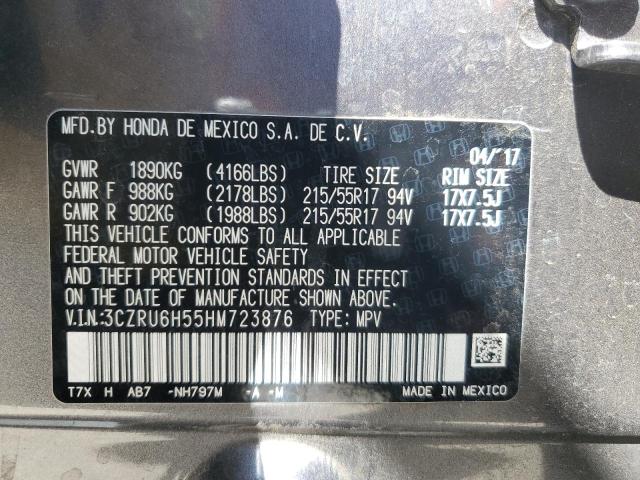 MFD.BY HONDA DE MEXICO S.A. DE C.V.
04/'17
GVWR 1890KG (4166LBS) TIRE SIZE RIM SIZE
GAWR F 988KG (2178LBS) 215/55R17 94V 17X7.5J
GAWR R 902KG (1988LBS) 215/55R17 94V 17X7.5J
THIS VEHICLE CONFORMS TO ALL APPLICABLE
FEDERAL MOTOR VEHICLE SAFETY
AND THEFT PREVENTION STANDARDS IN EFFECT
ON THE DATE OF MANUFACTURE SHOWN ABOVE.
V.I.N:3CZRU6H55HM723876 TYPE: MPV
T7X H AB7 -NH797M -A -M
MADE IN MEXICO